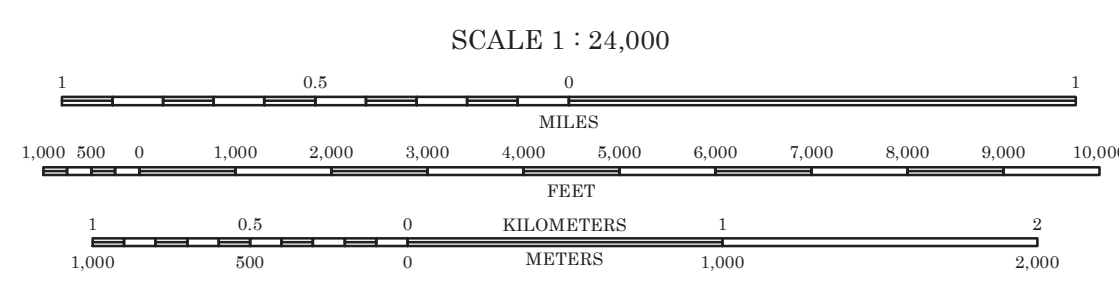 SCALE 1 : 24,000
1 0.5 0 1
MILES
1,000 500 0 1,000 2,000 3,000 4,000 5,000 6,000 7,000 8,000 9,000 10,00
FEET
1 0.5 0 KILOMETERS 1 2
1,000 500 0 METERS 1,000 2,000